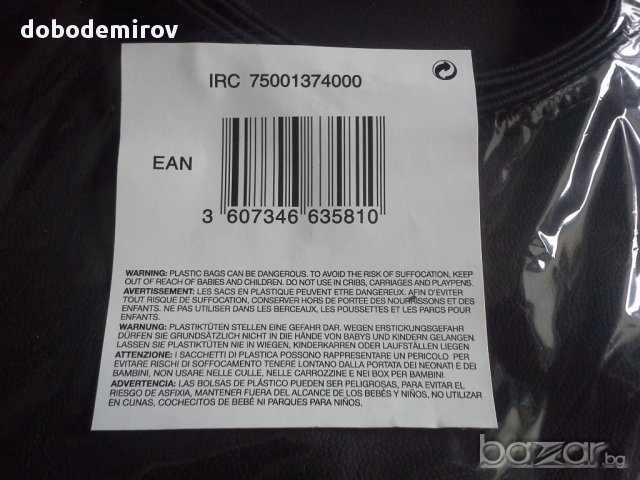 dobodemirov
IRC 75001374000
EAN
3 607346 635810
WARNING: PLASTIC BAGS CAN BE DANGEROUS. TO AVOID THE RISK OF SUFFOCATION, KEEP
OUT OF REACH OF BABIES AND CHILDREN. DO NOT USE IN CRIBS, CARRIAGES AND PLAYPENS.
AVERTISSEMENT: LES SACS EN PLASTIQUE PEUVENT ETRE DANGEREUX. AFIN D'EVITER
TOUT RISQUE DE SUFFOCATION, CONSERVER HORS DE PORTEE DES NOURRISSONS ET DES
ENFANTS. NE PAS UTILISER DANS LES BERCEAUX, LES POUSSETTES ET LES PARCS POUR
ENFANTS.
WARNUNG: PLASTIKTÜTEN STELLEN EINE GEFAHR DAR. WEGEN ERSTICKUNGSGEFAHR
DÜRFEN SIE GRUNDSÄTZLICH NICHT IN DIE HÄNDE VON BABYS UND KINDERN GELANGEN
LASSEN SIE PLASTIKTÜTEN NIE IN WIEGEN, KINDERKARREN ODER LAUFSTÄLLEN LIEGEN
ATTENZIONE: I SACCHETTI DI PLASTICA POSSONO RAPPRESENTARE UN PERICOLO PER
EVITARE RISCHI DI SOFFOCAMENTO TENERE LONTANO DALLA PORTATA DEI NEONATI E DEI
BAMBINI, NON USARE NELLE CULLE, NELLE CARROZZINE E NEI BOX PER BAMBINI.
ADVERTENCIA: LAS BOLSAS DE PLÁSTICO PUEDEN SER PELIGROSAS, PARA EVITAR EL
RIESGO DE ASFIXIA, MANTENER FUERA DEL ALCANCE DE LOS BEBÉS Y NIÑOS, NO UTILIZAR
EN CUNAS, COCHECITOS DE BEBÉ NI PARQUES PARA NIÑOS.
bazar.bg